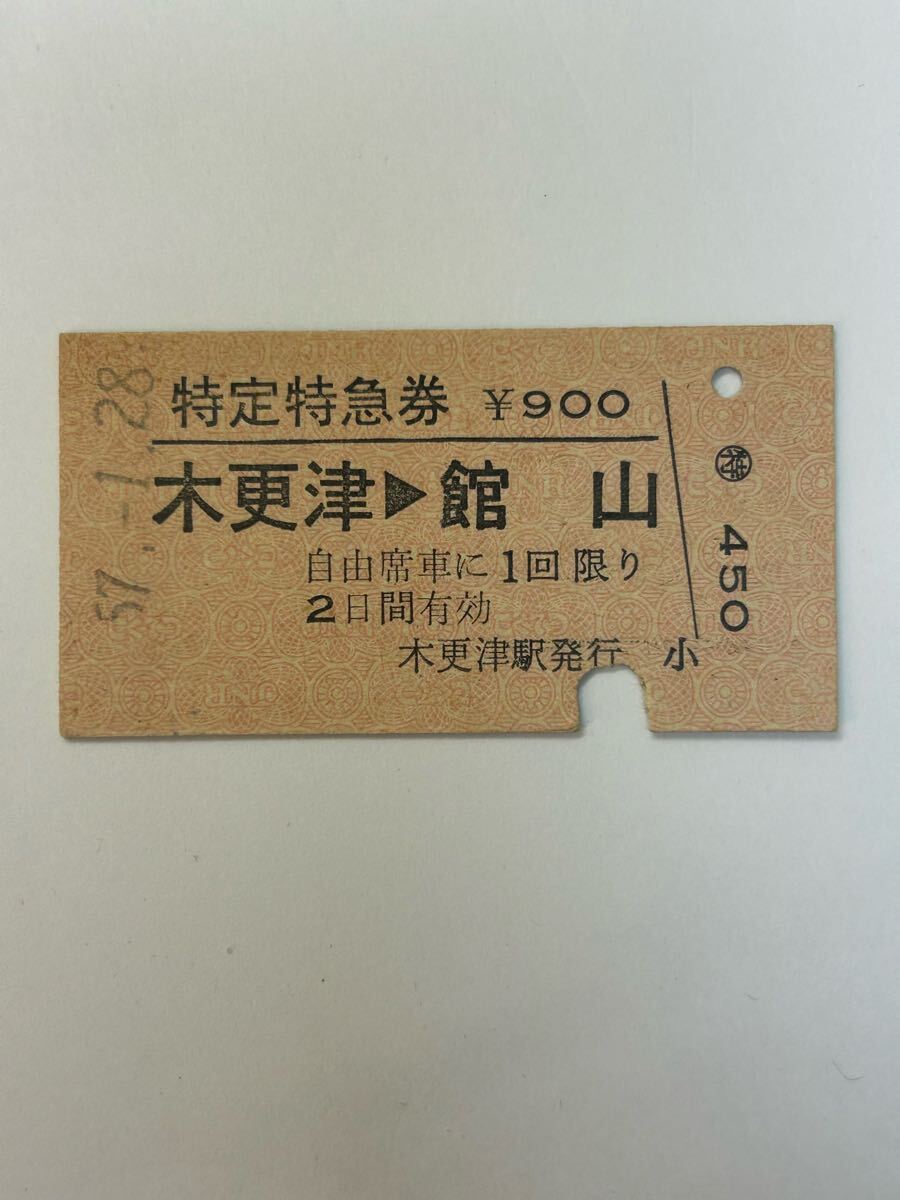 57.-1.28.
特定特急券 ¥900
木更津▶館 山
自由席車に1回限り
2日間有効
木更津駅発行 小
㊕ 450